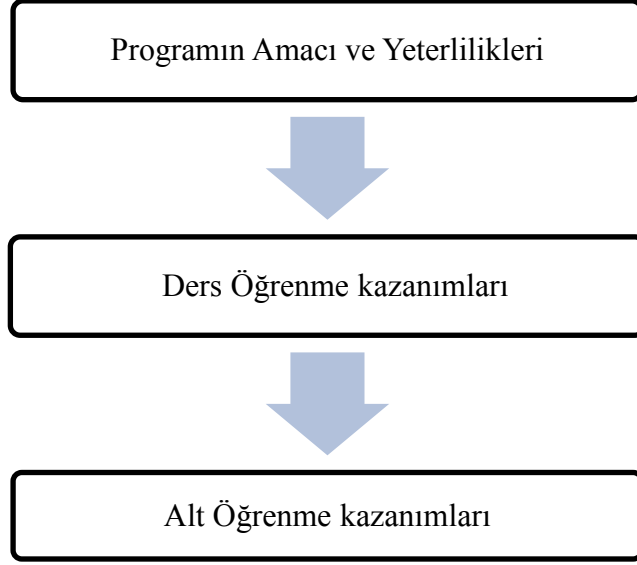 Programın Amacı ve Yeterlilikleri
Ders Öğrenme kazanımları
Alt Öğrenme kazanımları